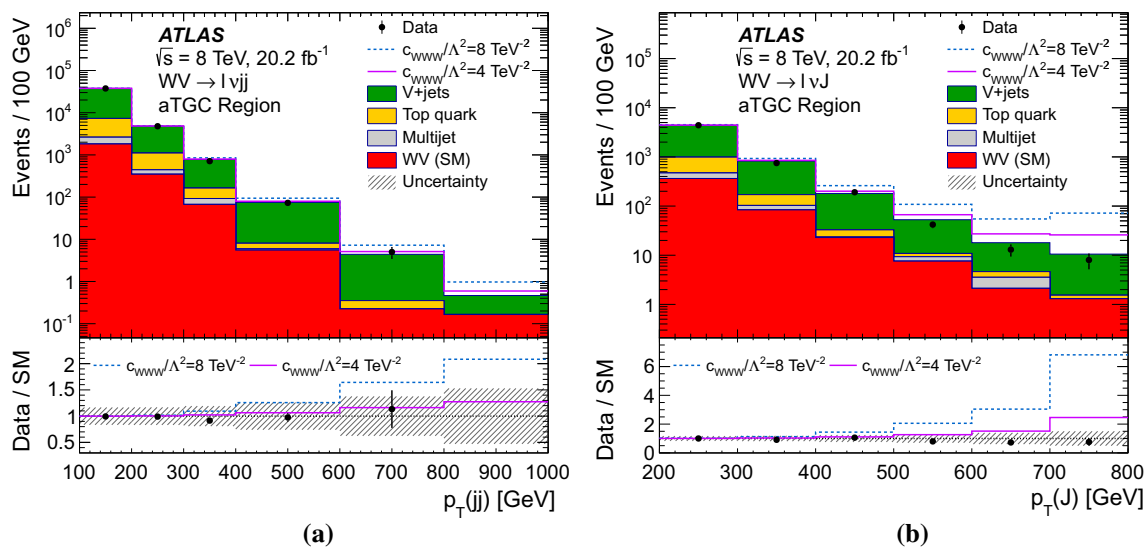 ATLAS
√s = 8 TeV, 20.2 fb⁻¹
WV → l νjj
aTGC Region
Data
c_WWW/Λ²=8 TeV⁻²
c_WWW/Λ²=4 TeV⁻²
V+jets
Top quark
Multijet
WV (SM)
Uncertainty
Events / 100 GeV
10⁶
10⁵
10⁴
10³
10²
10
1
10⁻¹
Data / SM
2
1.5
1
0.5
c_WWW/Λ²=8 TeV⁻² c_WWW/Λ²=4 TeV⁻²
100 200 300 400 500 600 700 800 900 1000
p_T(jj) [GeV]
(a)
ATLAS
√s = 8 TeV, 20.2 fb⁻¹
WV → l νJ
aTGC Region
Data
c_WWW/Λ²=8 TeV⁻²
c_WWW/Λ²=4 TeV⁻²
V+jets
Top quark
Multijet
WV (SM)
Uncertainty
Events / 100 GeV
10⁵
10⁴
10³
10²
10
1
Data / SM
6
4
2
0
c_WWW/Λ²=8 TeV⁻² c_WWW/Λ²=4 TeV⁻²
200 300 400 500 600 700 800
p_T(J) [GeV]
(b)